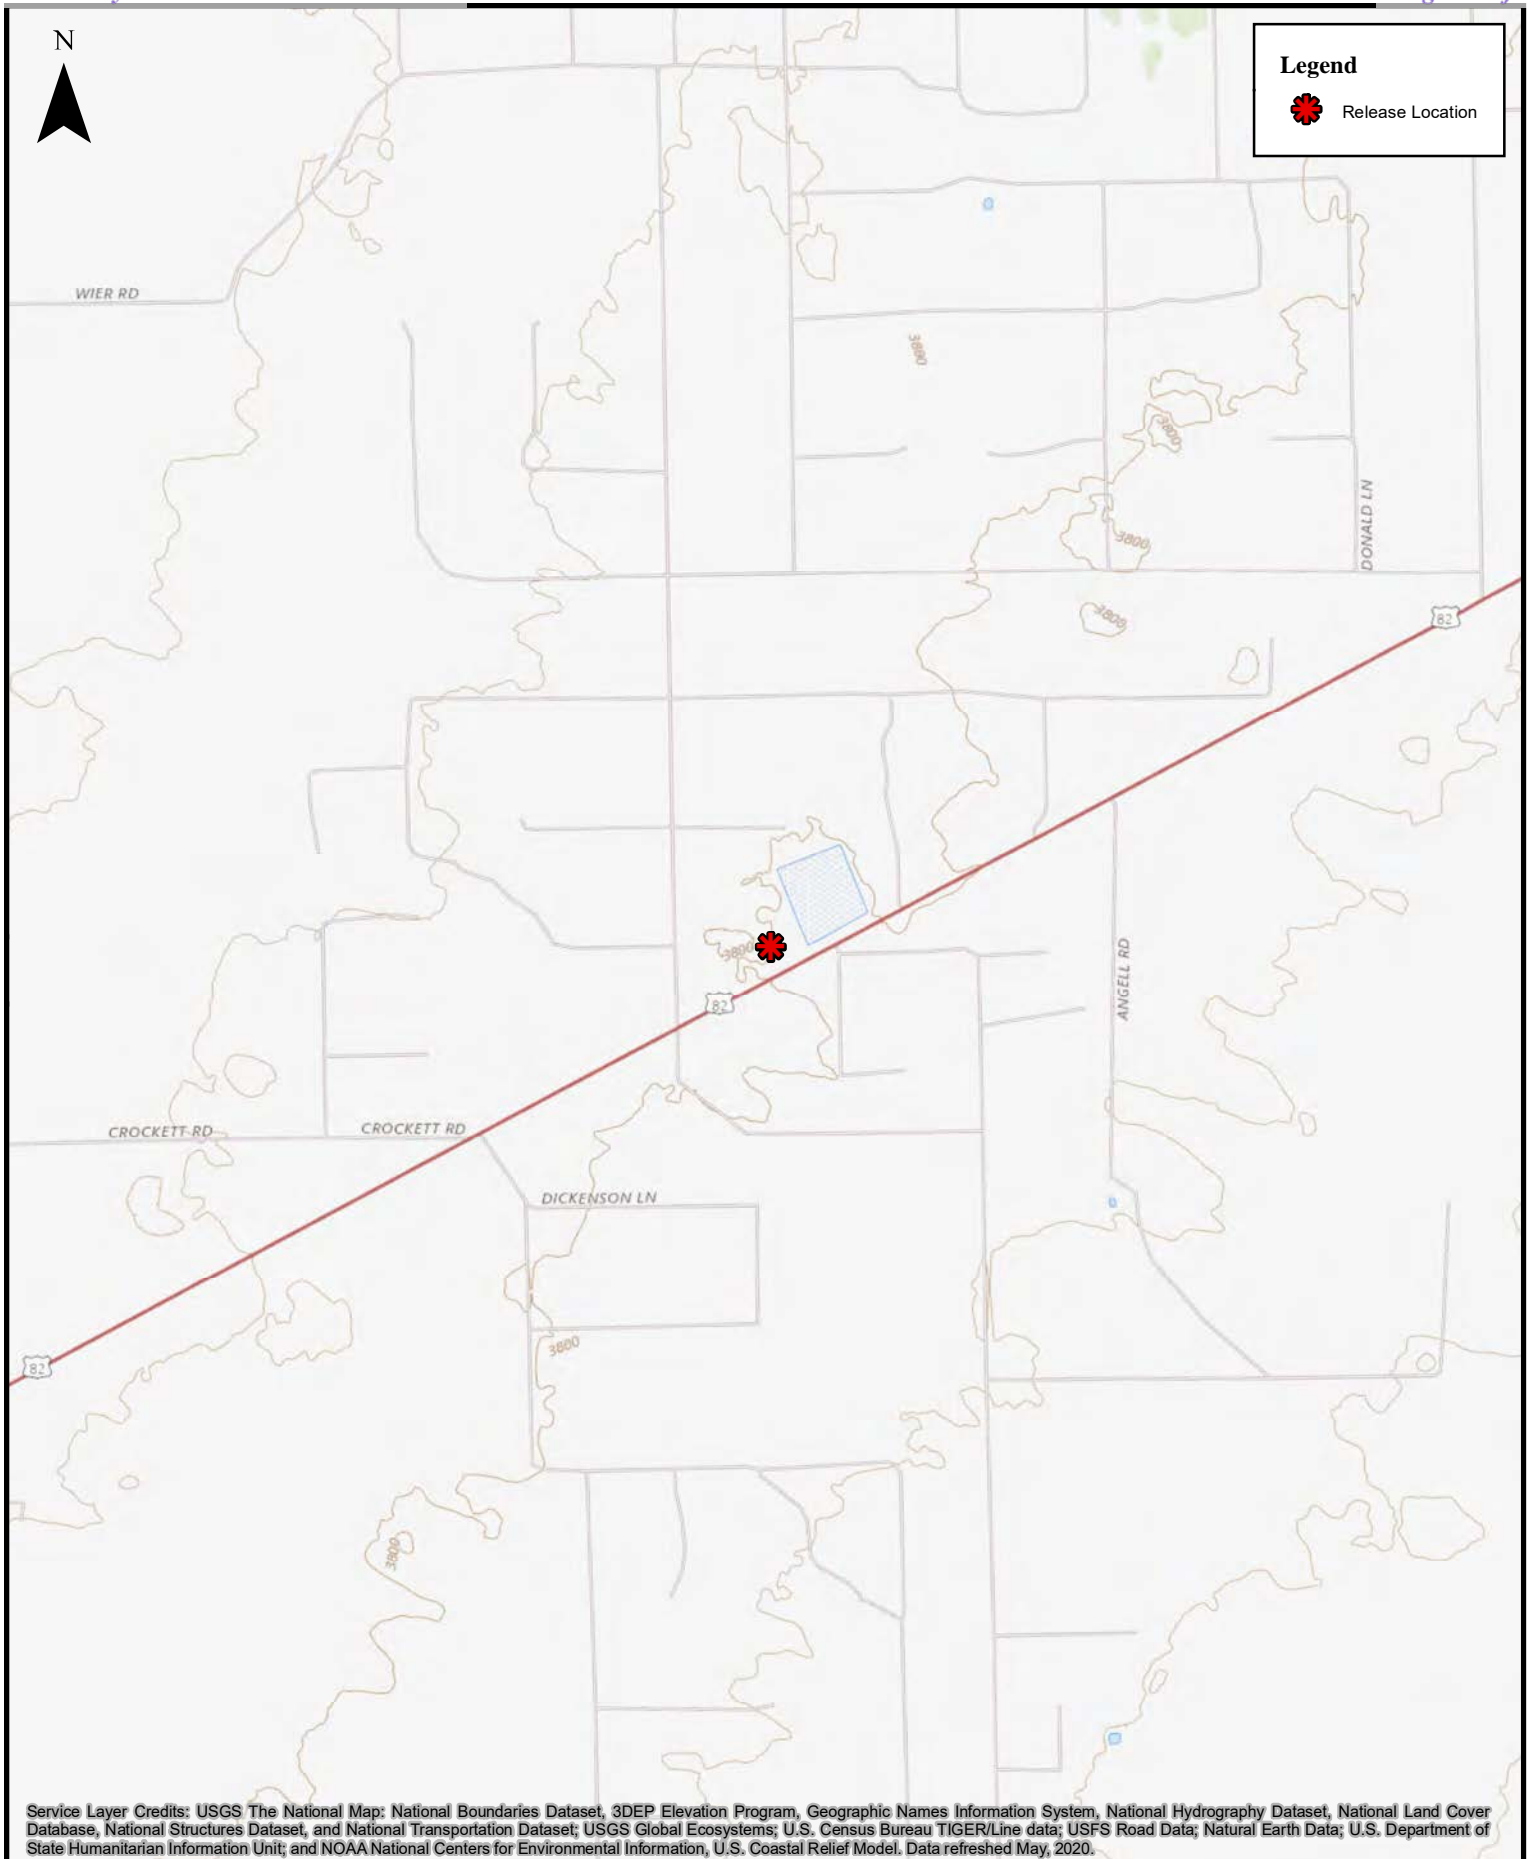 N
Legend
Release Location
WIER RD
3800
3800
DONALD LN
3800
3800
82
3800
ANGELL RD
82
CROCKETT RD
CROCKETT RD
DICKENSON LN
3800
82
3800
Service Layer Credits: USGS The National Map: National Boundaries Dataset, 3DEP Elevation Program, Geographic Names Information System, National Hydrography Dataset, National Land Cover
Database, National Structures Dataset, and National Transportation Dataset; USGS Global Ecosystems; U.S. Census Bureau TIGER/Line data; USFS Road Data; Natural Earth Data; U.S. Department of
State Humanitarian Information Unit; and NOAA National Centers for Environmental Information, U.S. Coastal Relief Model. Data refreshed May, 2020.